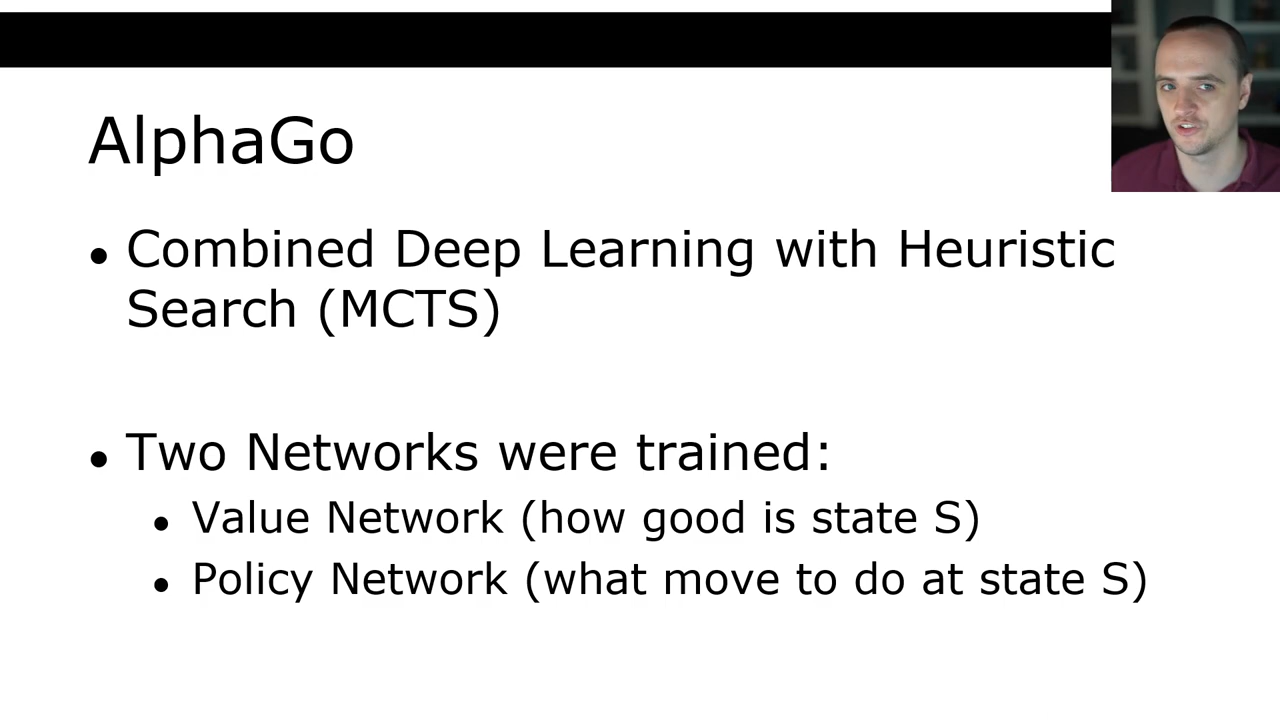 AlphaGo
● Combined Deep Learning with Heuristic
Search (MCTS)
● Two Networks were trained:
● Value Network (how good is state S)
● Policy Network (what move to do at state S)